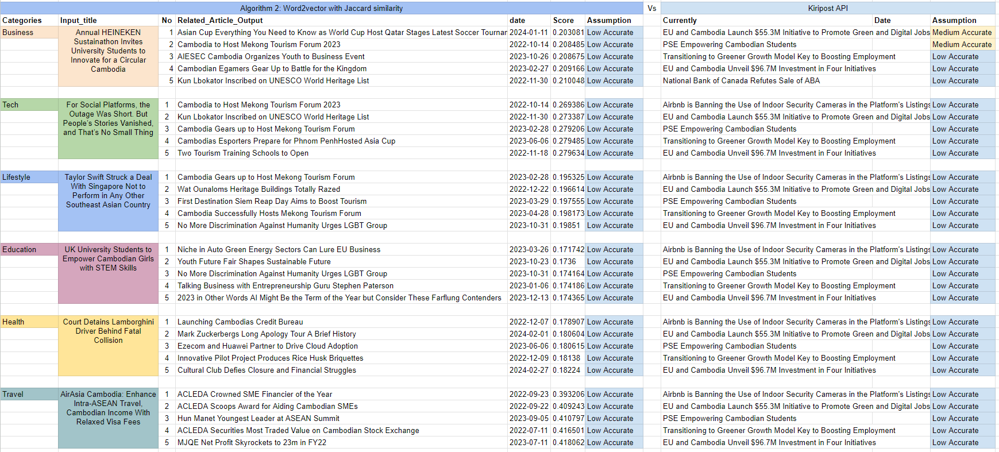 Algorithm 2: Word2vector with Jaccard similarity Vs Kiripost API
Categories Input_title No Related_Article_Output date Score Assumption Currently Date Assumption
Business Annual HEINEKEN 1 Asian Cup Everything You Need to Know as World Cup Host Qatar Stages Latest Soccer Tournar 2024-01-11 0.203081 Low Accurate EU and Cambodia Launch $55.3M Initiative to Promote Green and Digital Jobs Medium Accurate
Sustainathon Invites 2 Cambodia to Host Mekong Tourism Forum 2023 2022-10-14 0.208485 Low Accurate PSE Empowering Cambodian Students Medium Accurate
University Students to
Innovate for a Circular 3 AIESEC Cambodia Organizes Youth to Business Event 2023-10-26 0.208675 Low Accurate Transitioning to Greener Growth Model Key to Boosting Employment Low Accurate
Cambodia 4 Cambodian Egamers Gear Up to Battle for the Kingdom 2023-02-27 0.209166 Low Accurate EU and Cambodia Unveil $96.7M Investment in Four Initiatives Low Accurate
5 Kun Lbokator Inscribed on UNESCO World Heritage List 2022-11-30 0.210048 Low Accurate National Bank of Canada Refutes Sale of ABA Low Accurate
Tech For Social Platforms, the 1 Cambodia to Host Mekong Tourism Forum 2023 2022-10-14 0.269386 Low Accurate Airbnb is Banning the Use of Indoor Security Cameras in the Platform's Listings Low Accurate
Outage Was Short. But 2 Kun Lbokator Inscribed on UNESCO World Heritage List 2022-11-30 0.273387 Low Accurate EU and Cambodia Launch $55.3M Initiative to Promote Green and Digital Jobs Low Accurate
People's Stories Vanished, 3 Cambodia Gears up to Host Mekong Tourism Forum 2023-02-28 0.279206 Low Accurate PSE Empowering Cambodian Students Low Accurate
and That's No Small Thing 4 Cambodias Esporters Prepare for Phnom PenhHosted Asia Cup 2023-06-06 0.279485 Low Accurate Transitioning to Greener Growth Model Key to Boosting Employment Low Accurate
5 Two Tourism Training Schools to Open 2022-11-18 0.279634 Low Accurate EU and Cambodia Unveil $96.7M Investment in Four Initiatives Low Accurate
Lifestyle Taylor Swift Struck a Deal 1 Cambodia Gears up to Host Mekong Tourism Forum 2023-02-28 0.195325 Low Accurate Airbnb is Banning the Use of Indoor Security Cameras in the Platform's Listings Low Accurate
With Singapore Not to 2 Wat Ounaloms Heritage Buildings Totally Razed 2022-12-22 0.196614 Low Accurate EU and Cambodia Launch $55.3M Initiative to Promote Green and Digital Jobs Low Accurate
Perform in Any Other 3 First Destination Siem Reap Day Aims to Boost Tourism 2023-03-29 0.197555 Low Accurate PSE Empowering Cambodian Students Low Accurate
Southeast Asian Country 4 Cambodia Successfully Hosts Mekong Tourism Forum 2023-04-28 0.198173 Low Accurate Transitioning to Greener Growth Model Key to Boosting Employment Low Accurate
5 No More Discrimination Against Humanity Urges LGBT Group 2023-10-31 0.19851 Low Accurate EU and Cambodia Unveil $96.7M Investment in Four Initiatives Low Accurate
Education UK University Students to 1 Niche in Auto Green Energy Sectors Can Lure EU Business 2023-03-26 0.171742 Low Accurate Airbnb is Banning the Use of Indoor Security Cameras in the Platform's Listings Low Accurate
Empower Cambodian Girls 2 Youth Future Fair Shapes Sustainable Future 2023-10-23 0.1736 Low Accurate EU and Cambodia Launch $55.3M Initiative to Promote Green and Digital Jobs Low Accurate
with STEM Skills 3 No More Discrimination Against Humanity Urges LGBT Group 2023-10-31 0.174164 Low Accurate PSE Empowering Cambodian Students Low Accurate
4 Talking Business with Entrepreneurship Guru Stephen Paterson 2023-01-06 0.174186 Low Accurate Transitioning to Greener Growth Model Key to Boosting Employment Low Accurate
5 2023 in Other Words AI Might Be the Term of the Year but Consider These Farflung Contenders 2023-12-13 0.174365 Low Accurate EU and Cambodia Unveil $96.7M Investment in Four Initiatives Low Accurate
Health Court Detains Lamborghini 1 Launching Cambodias Credit Bureau 2022-12-07 0.178907 Low Accurate Airbnb is Banning the Use of Indoor Security Cameras in the Platform's Listings Low Accurate
Driver Behind Fatal 2 Mark Zuckerbergs Long Apology Tour A Brief History 2024-02-01 0.180604 Low Accurate EU and Cambodia Launch $55.3M Initiative to Promote Green and Digital Jobs Low Accurate
Collision 3 Ezecom and Huawei Partner to Drive Cloud Adoption 2023-06-06 0.180615 Low Accurate PSE Empowering Cambodian Students Low Accurate
4 Innovative Pilot Project Produces Rice Husk Briquettes 2022-12-09 0.18138 Low Accurate Transitioning to Greener Growth Model Key to Boosting Employment Low Accurate
5 Cultural Club Defies Closure and Financial Struggles 2024-02-27 0.18224 Low Accurate EU and Cambodia Unveil $96.7M Investment in Four Initiatives Low Accurate
Travel AirAsia Cambodia: Enhance 1 ACLEDA Crowned SME Financier of the Year 2022-09-23 0.393206 Low Accurate Airbnb is Banning the Use of Indoor Security Cameras in the Platform's Listings Low Accurate
Intra-ASEAN Travel, 2 ACLEDA Scoops Award for Aiding Cambodian SMEs 2022-09-22 0.409243 Low Accurate EU and Cambodia Launch $55.3M Initiative to Promote Green and Digital Jobs Low Accurate
Cambodian Income With 3 Hun Manet Youngest Leader at ASEAN Summit 2023-09-05 0.410797 Low Accurate PSE Empowering Cambodian Students Low Accurate
Relaxed Visa Fees 4 ACLEDA Securities Most Traded Value on Cambodian Stock Exchange 2022-07-11 0.416501 Low Accurate Transitioning to Greener Growth Model Key to Boosting Employment Low Accurate
5 MJQE Net Profit Skyrockets to 23m in FY22 2023-07-11 0.418062 Low Accurate EU and Cambodia Unveil $96.7M Investment in Four Initiatives Low Accurate